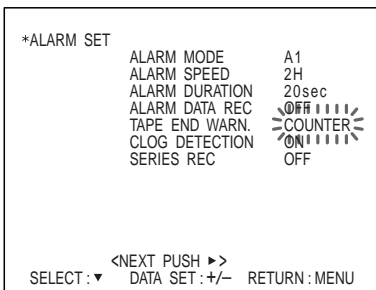 *ALARM SET
ALARM MODE A1
ALARM SPEED 2H
ALARM DURATION 20sec
ALARM DATA REC OFF
TAPE END WARN. COUNTER
CLOG DETECTION ON
SERIES REC OFF
<NEXT PUSH ►>
SELECT : ▼ DATA SET : +/– RETURN : MENU